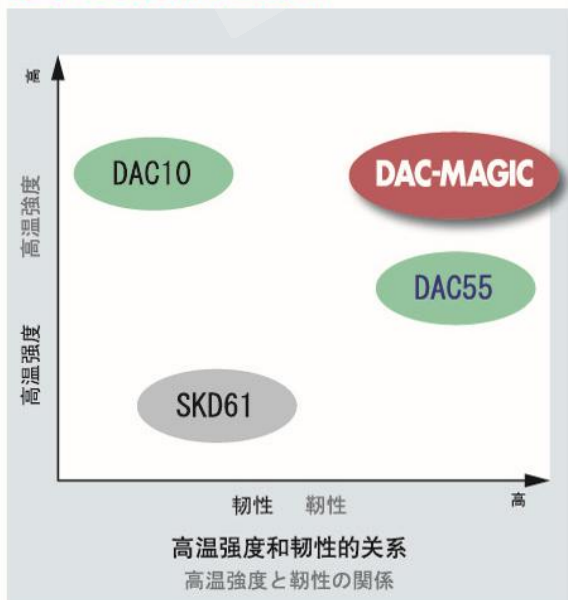 高
DAC10
DAC-MAGIC
高温強度
DAC55
高温强度
SKD61
韧性 靭性
高
高温强度和韧性的关系
高温強度と靭性の関係